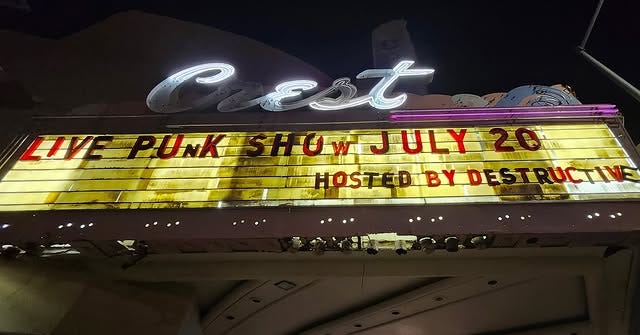 Crest
LIVE PUNK SHOW JULY 20
HOSTED BY DESTRUCTIVE